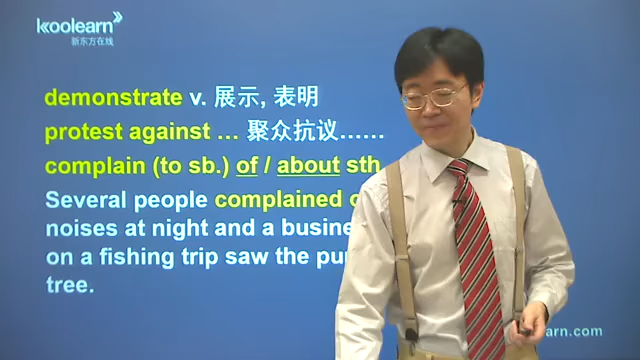 koolearn
新东方在线
demonstrate v. 展示, 表明
protest against … 聚众抗议……
complain (to sb.) of / about sth
Several people complained
noises at night and a busine
on a fishing trip saw the pu
tree.
earn.com